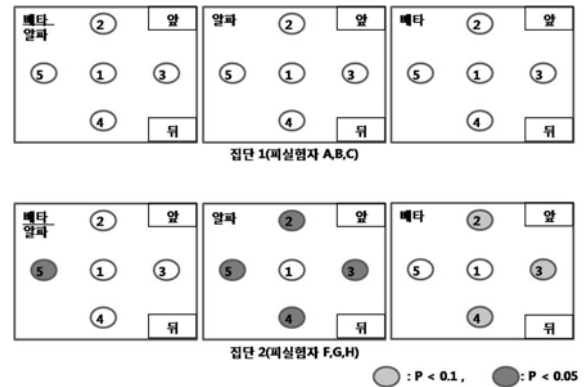 베타 2 앞 알파 2 앞 베타 2 앞
알파
5 1 3 5 1 3 5 1 3
4 뒤 4 뒤 4 뒤
집단 1(피실험자 A,B,C)
베타 2 앞 알파 2 앞 베타 2 앞
알파
5 1 3 5 1 3 5 1 3
4 뒤 4 뒤 4 뒤
집단 2(피실험자 F,G,H)
: P < 0.1 , : P < 0.05